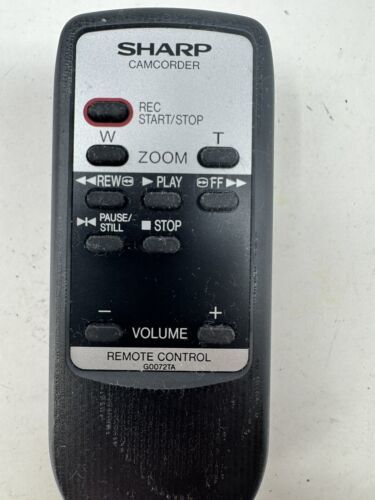 SHARP
CAMCORDER
REC
START/STOP
W ZOOM T
◀◀REW ▶ PLAY FF▶▶
PAUSE/
STILL
■ STOP
− VOLUME +
REMOTE CONTROL
G0072TA